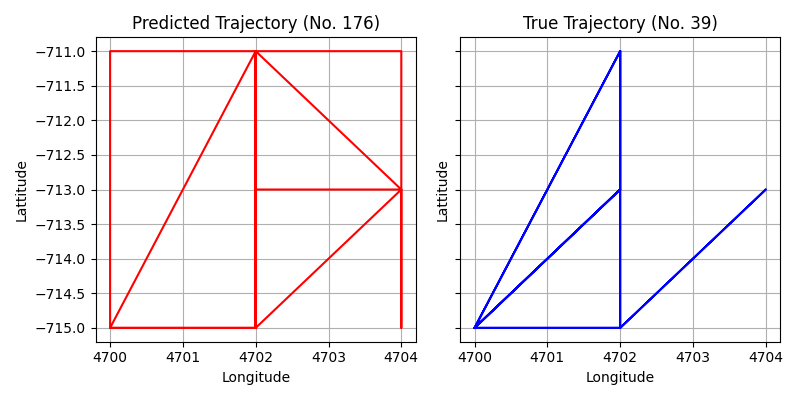 Predicted Trajectory (No. 176)
True Trajectory (No. 39)
−711.0
−711.5
−712.0
−712.5
−713.0
−713.5
−714.0
−714.5
−715.0
Lattitude
Lattitude
4700 4701 4702 4703 4704
4700 4701 4702 4703 4704
Longitude
Longitude